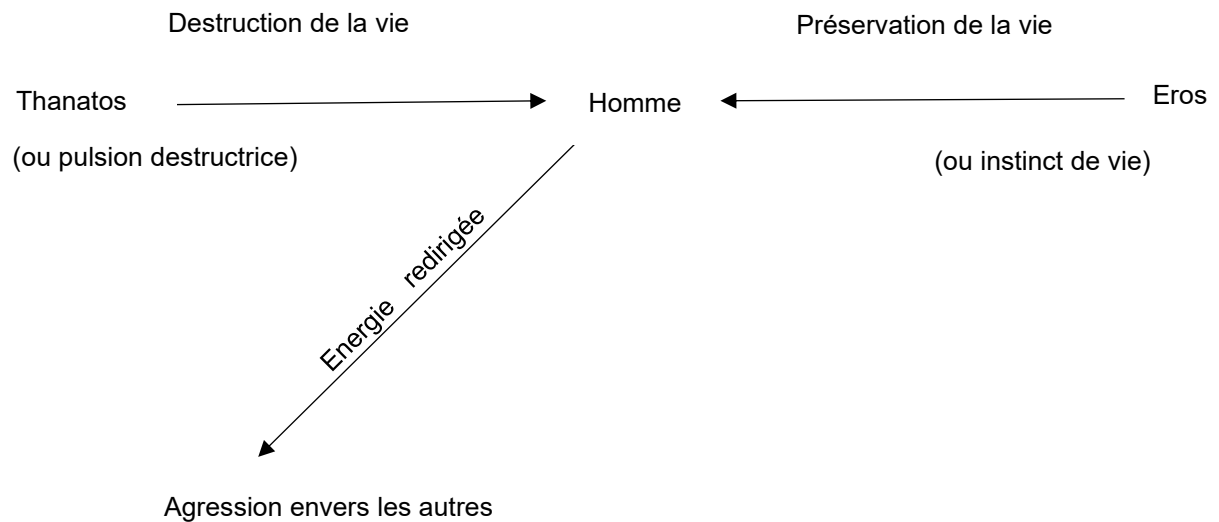 Destruction de la vie
Préservation de la vie
Thanatos
Homme
Eros
(ou pulsion destructrice)
(ou instinct de vie)
Energie redirigée
Agression envers les autres